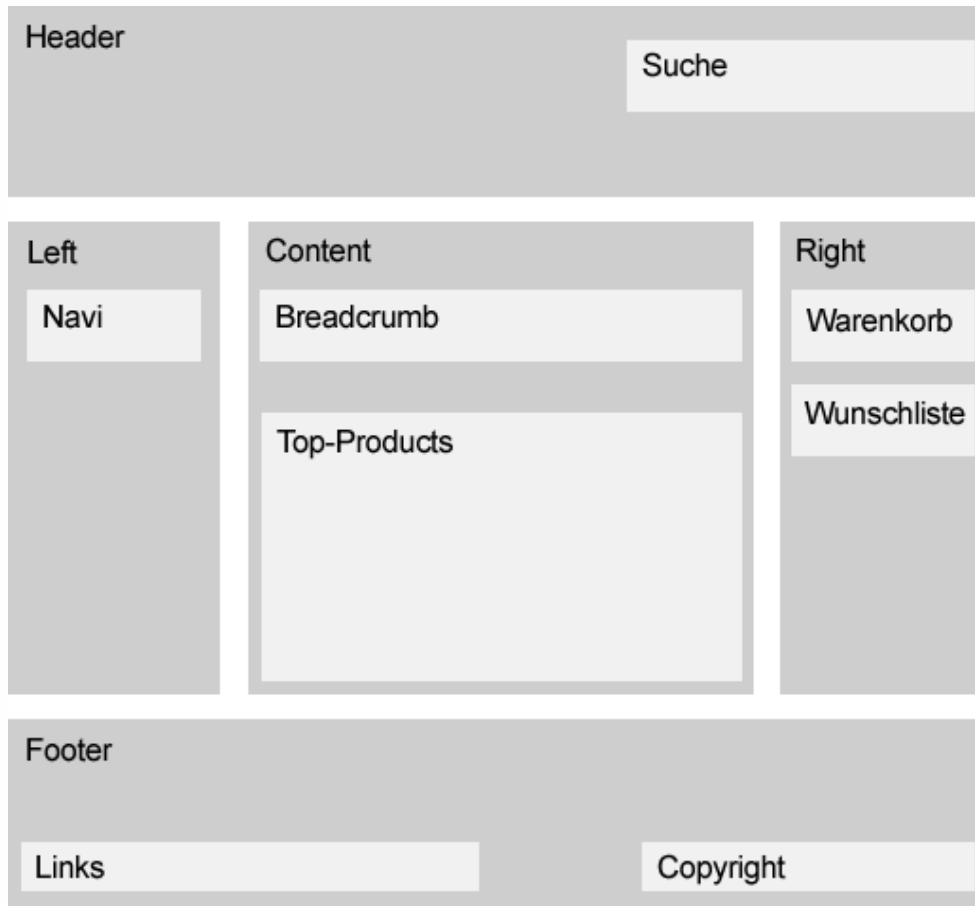 Header
Suche
Left
Navi
Content
Breadcrumb
Top-Products
Right
Warenkorb
Wunschliste
Footer
Links
Copyright